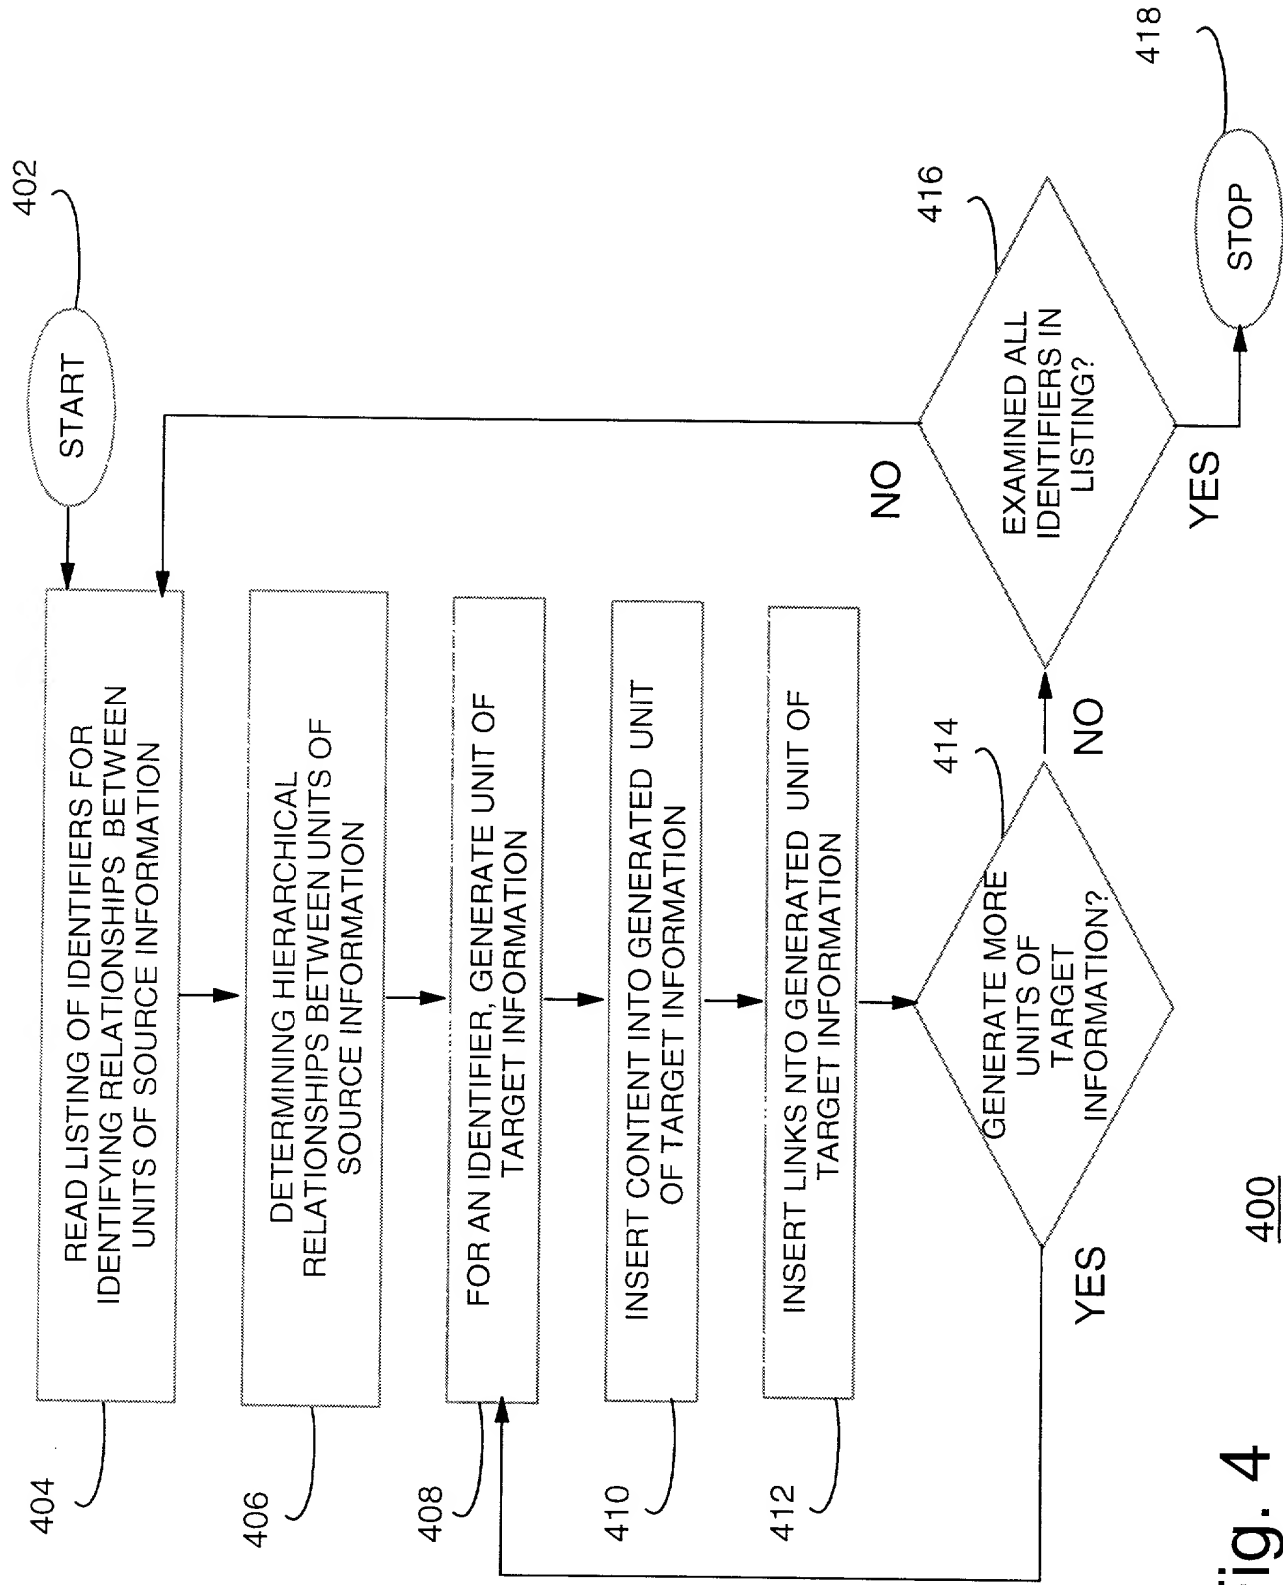 402
START
404
READ LISTING OF IDENTIFIERS FOR
IDENTIFYING RELATIONSHIPS BETWEEN
UNITS OF SOURCE INFORMATION
406
DETERMINING HIERARCHICAL
RELATIONSHIPS BETWEEN UNITS OF
SOURCE INFORMATION
408
FOR AN IDENTIFIER, GENERATE UNIT OF
TARGET INFORMATION
410
INSERT CONTENT INTO GENERATED UNIT
OF TARGET INFORMATION
412
INSERT LINKS NTO GENERATED UNIT OF
TARGET INFORMATION
414
GENERATE MORE
UNITS OF
TARGET
INFORMATION?
YES
NO
416
EXAMINED ALL
IDENTIFIERS IN
LISTING?
NO
YES
418
STOP
400
Fig. 4